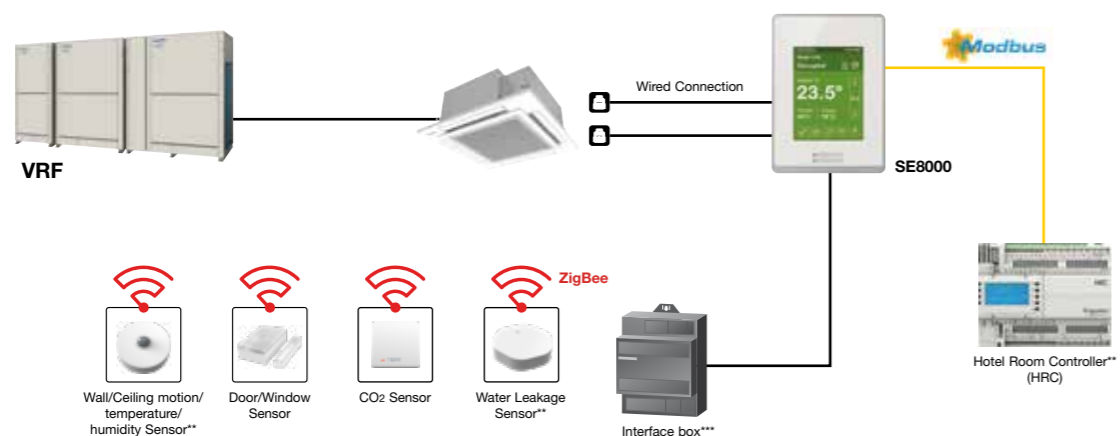 Modbus
Wired Connection
23.5°
VRF
SE8000
ZigBee
HRC
Wall/Ceiling motion/
temperature/
humidity Sensor**
Door/Window
Sensor
CO2 Sensor
Water Leakage
Sensor**
Interface box***
Hotel Room Controller**
(HRC)